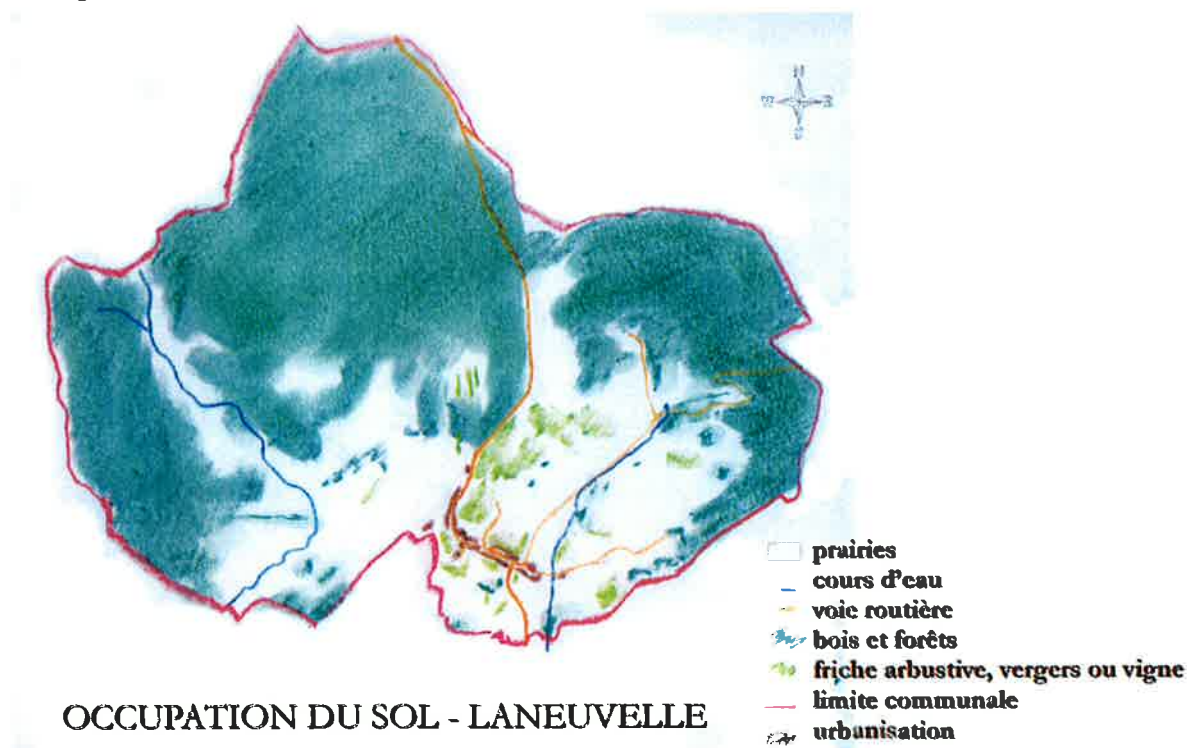 N
S
prairies
cours d'eau
voie routière
bois et forêts
friche arbustive, vergers ou vigne
limite communale
urbanisation
OCCUPATION DU SOL - LANEUVELLE